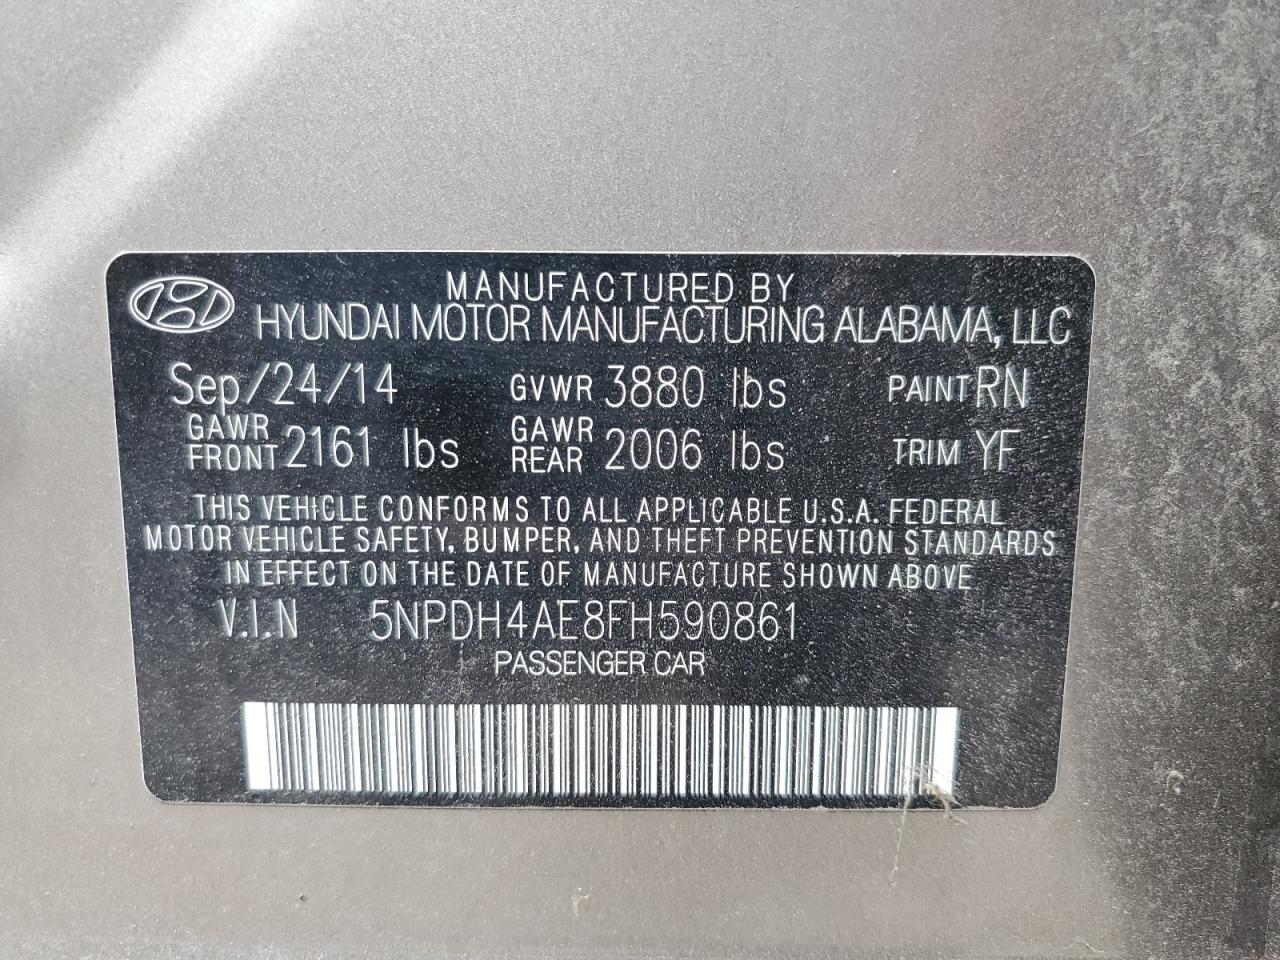 MANUFACTURED BY
HYUNDAI MOTOR MANUFACTURING ALABAMA, LLC
Sep/24/14 GVWR 3880 lbs PAINT RN
GAWR FRONT 2161 lbs GAWR REAR 2006 lbs TRIM YF
THIS VEHICLE CONFORMS TO ALL APPLICABLE U.S.A. FEDERAL
MOTOR VEHICLE SAFETY, BUMPER, AND THEFT PREVENTION STANDARDS
IN EFFECT ON THE DATE OF MANUFACTURE SHOWN ABOVE
V.I.N 5NPDH4AE8FH590861
PASSENGER CAR